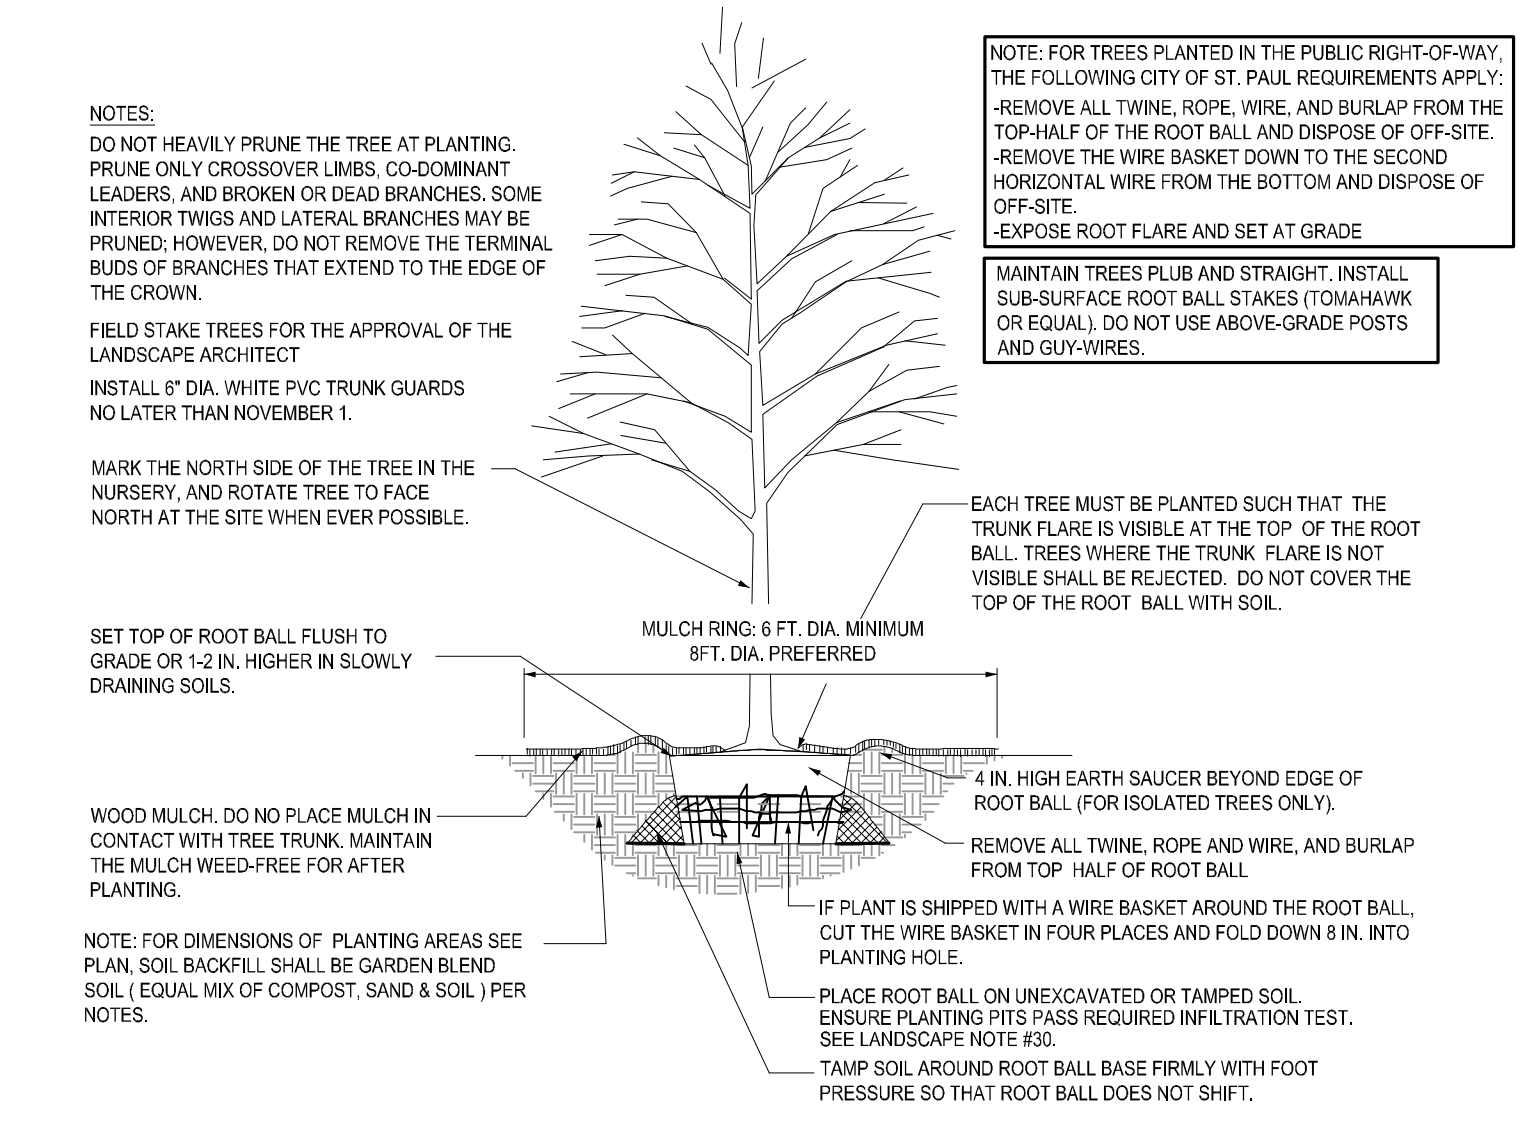 NOTES:
DO NOT HEAVILY PRUNE THE TREE AT PLANTING.
PRUNE ONLY CROSSOVER LIMBS, CO-DOMINANT
LEADERS, AND BROKEN OR DEAD BRANCHES. SOME
INTERIOR TWIGS AND LATERAL BRANCHES MAY BE
PRUNED; HOWEVER, DO NOT REMOVE THE TERMINAL
BUDS OF BRANCHES THAT EXTEND TO THE EDGE OF
THE CROWN.
FIELD STAKE TREES FOR THE APPROVAL OF THE
LANDSCAPE ARCHITECT
INSTALL 6" DIA. WHITE PVC TRUNK GUARDS
NO LATER THAN NOVEMBER 1.
MARK THE NORTH SIDE OF THE TREE IN THE
NURSERY, AND ROTATE TREE TO FACE
NORTH AT THE SITE WHEN EVER POSSIBLE.
SET TOP OF ROOT BALL FLUSH TO
GRADE OR 1-2 IN. HIGHER IN SLOWLY
DRAINING SOILS.
WOOD MULCH. DO NO PLACE MULCH IN
CONTACT WITH TREE TRUNK. MAINTAIN
THE MULCH WEED-FREE FOR AFTER
PLANTING.
NOTE: FOR DIMENSIONS OF PLANTING AREAS SEE
PLAN, SOIL BACKFILL SHALL BE GARDEN BLEND
SOIL ( EQUAL MIX OF COMPOST, SAND & SOIL ) PER
NOTES.
MULCH RING: 6 FT. DIA. MINIMUM
8FT. DIA. PREFERRED
NOTE: FOR TREES PLANTED IN THE PUBLIC RIGHT-OF-WAY,
THE FOLLOWING CITY OF ST. PAUL REQUIREMENTS APPLY:
-REMOVE ALL TWINE, ROPE, WIRE, AND BURLAP FROM THE
TOP-HALF OF THE ROOT BALL AND DISPOSE OF OFF-SITE.
-REMOVE THE WIRE BASKET DOWN TO THE SECOND
HORIZONTAL WIRE FROM THE BOTTOM AND DISPOSE OF
OFF-SITE.
-EXPOSE ROOT FLARE AND SET AT GRADE
MAINTAIN TREES PLUB AND STRAIGHT. INSTALL
SUB-SURFACE ROOT BALL STAKES (TOMAHAWK
OR EQUAL). DO NOT USE ABOVE-GRADE POSTS
AND GUY-WIRES.
EACH TREE MUST BE PLANTED SUCH THAT THE
TRUNK FLARE IS VISIBLE AT THE TOP OF THE ROOT
BALL. TREES WHERE THE TRUNK FLARE IS NOT
VISIBLE SHALL BE REJECTED. DO NOT COVER THE
TOP OF THE ROOT BALL WITH SOIL.
4 IN. HIGH EARTH SAUCER BEYOND EDGE OF
ROOT BALL (FOR ISOLATED TREES ONLY).
REMOVE ALL TWINE, ROPE AND WIRE, AND BURLAP
FROM TOP HALF OF ROOT BALL
IF PLANT IS SHIPPED WITH A WIRE BASKET AROUND THE ROOT BALL,
CUT THE WIRE BASKET IN FOUR PLACES AND FOLD DOWN 8 IN. INTO
PLANTING HOLE.
PLACE ROOT BALL ON UNEXCAVATED OR TAMPED SOIL.
ENSURE PLANTING PITS PASS REQUIRED INFILTRATION TEST.
SEE LANDSCAPE NOTE #30.
TAMP SOIL AROUND ROOT BALL BASE FIRMLY WITH FOOT
PRESSURE SO THAT ROOT BALL DOES NOT SHIFT.